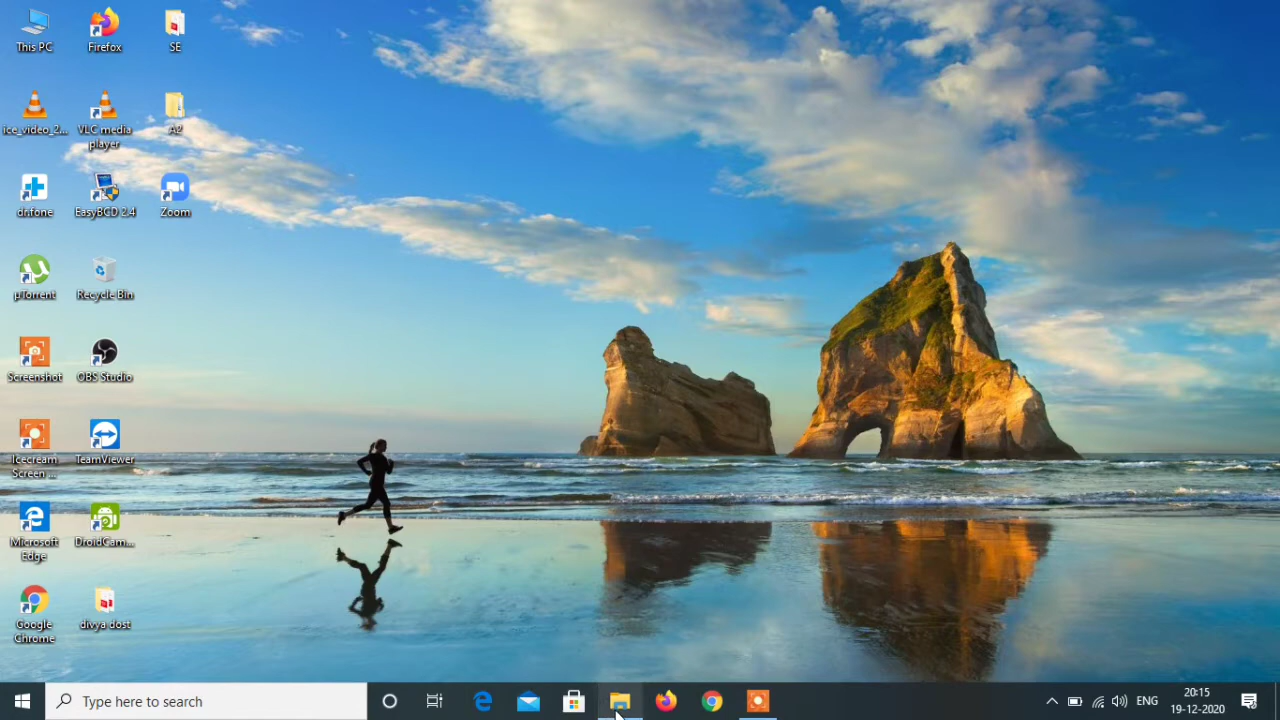 This PC
Firefox
SE
ice_video_2...
VLC media
player
A2
dr.fone
EasyBCD 2.4
Zoom
µTorrent
Recycle Bin
Screenshot
OBS Studio
Icecream
Screen ...
TeamViewer
Microsoft
Edge
DroidCam...
Google
Chrome
divya dost
Type here to search
ENG
20:15
19-12-2020